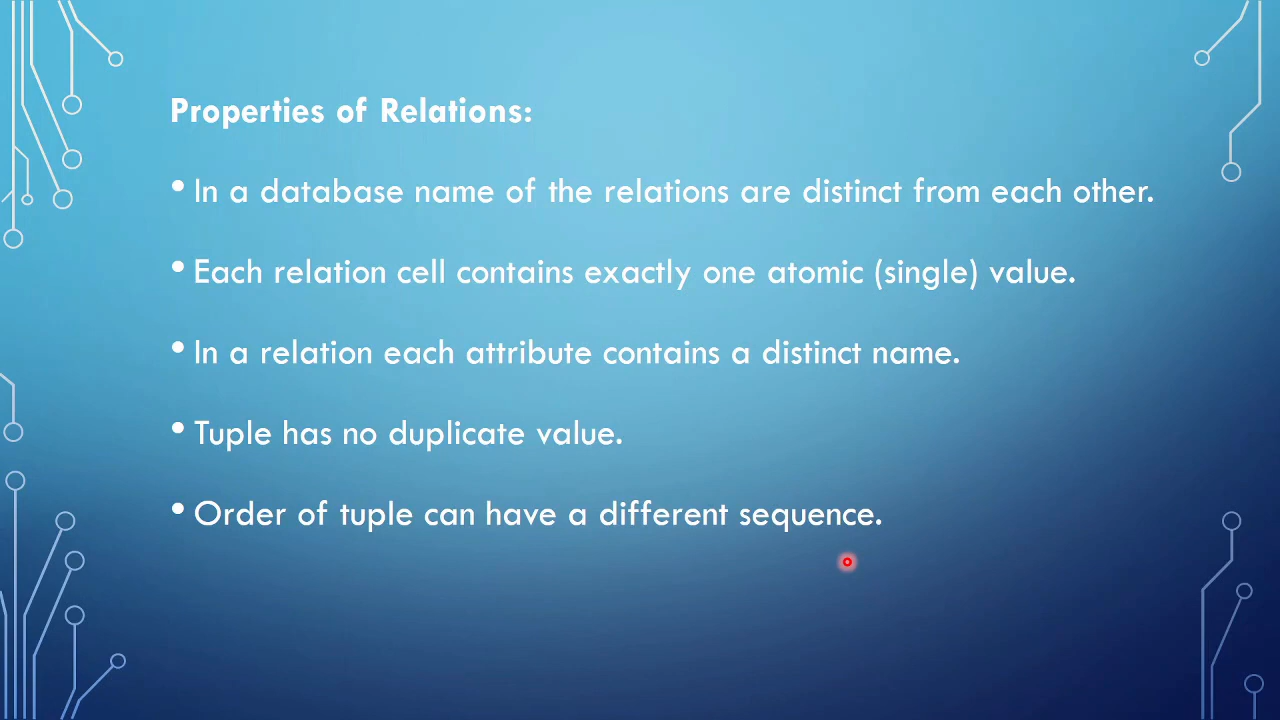 Properties of Relations:
• In a database name of the relations are distinct from each other.
• Each relation cell contains exactly one atomic (single) value.
• In a relation each attribute contains a distinct name.
• Tuple has no duplicate value.
• Order of tuple can have a different sequence.